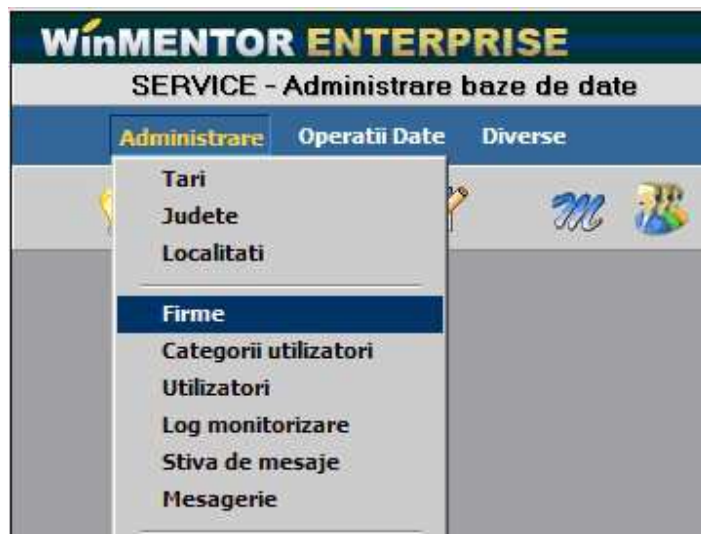 WinMENTOR ENTERPRISE
SERVICE - Administrare baze de date
Administrare Operatii Date Diverse
Tari
Judete
Localitati
Firme
Categorii utilizatori
Utilizatori
Log monitorizare
Stiva de mesaje
Mesagerie